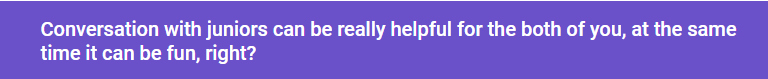 Conversation with juniors can be really helpful for the both of you, at the same
time it can be fun, right?